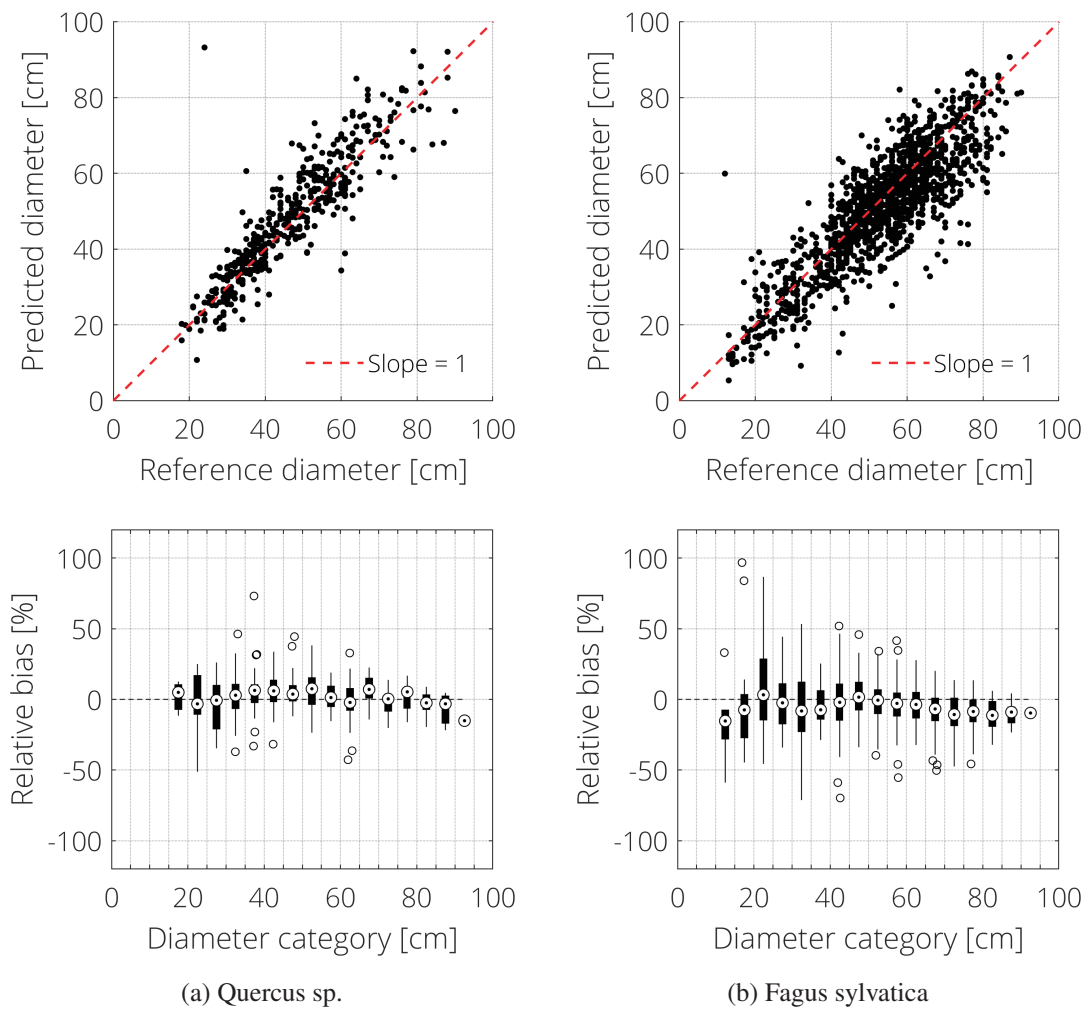 Predicted diameter [cm]
100
80
60
40
20
0
Slope = 1
0 20 40 60 80 100
Reference diameter [cm]
Predicted diameter [cm]
100
80
60
40
20
0
Slope = 1
0 20 40 60 80 100
Reference diameter [cm]
Relative bias [%]
100
50
0
-50
-100
0 20 40 60 80 100
Diameter category [cm]
(a) Quercus sp.
Relative bias [%]
100
50
0
-50
-100
0 20 40 60 80 100
Diameter category [cm]
(b) Fagus sylvatica